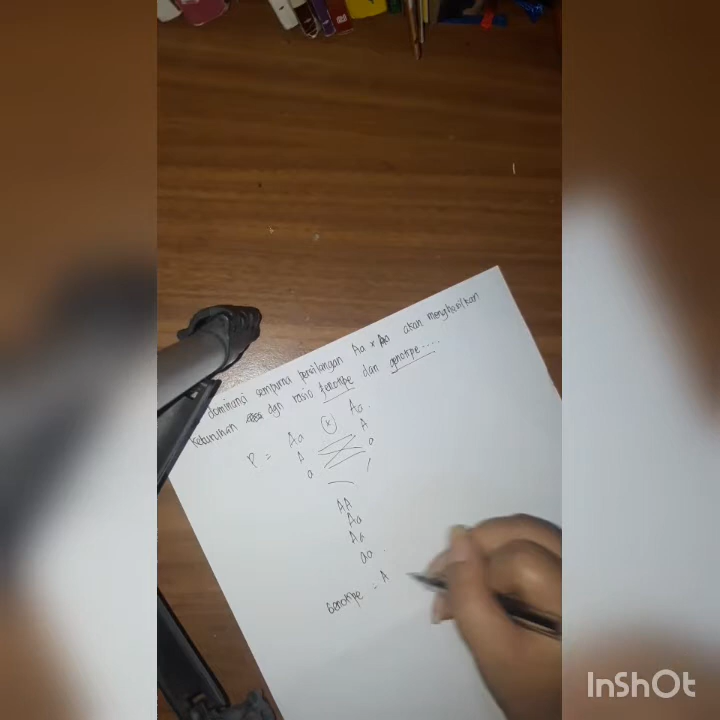 dominansi sempurna persilangan Aa x Aa akan menghasilkan
keturunan dgn rasio fenotipe dan genotipe....
P = Aa (x) Aa.
A A
a a
AA
Aa
Aa
aa.
Genotipe = A
InShOt